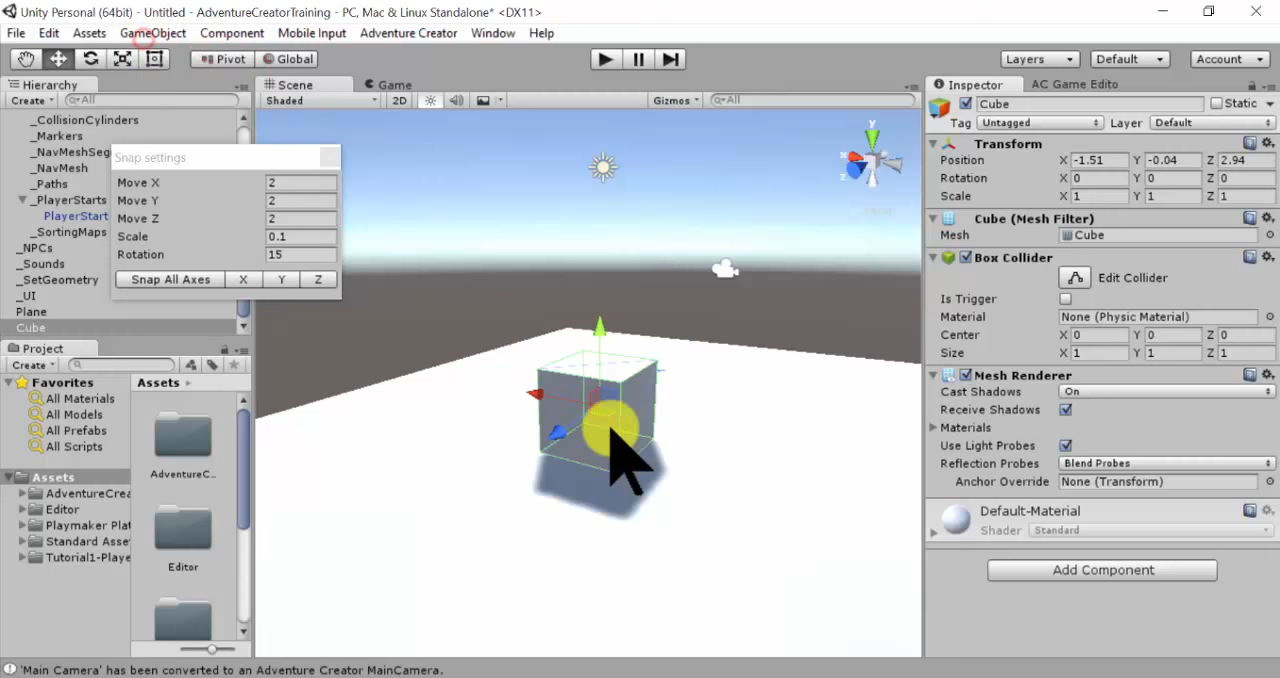 Unity Personal (64bit) - Untitled - AdventureCreatorTraining - PC, Mac & Linux Standalone* <DX11>
File Edit Assets GameObject Component Mobile Input Adventure Creator Window Help
Pivot Global Layers Default Account
Hierarchy
Create All
_CollisionCylinders
_Markers
_NavMeshSeg
_NavMesh
_Paths
_PlayerStarts
PlayerStart
_SortingMaps
_NPCs
_Sounds
_SetGeometry
_UI
Plane
Cube
Snap settings
Move X 2
Move Y 2
Move Z 2
Scale 0.1
Rotation 15
Snap All Axes X Y Z
Scene Game
Shaded 2D Gizmos All
y
x
z
Project
Create
Favorites
All Materials
All Models
All Prefabs
All Scripts
Assets
AdventureCrea
Editor
Playmaker Plat
Standard Asse
Tutorial1-Playe
Assets
AdventureC...
Editor
Inspector AC Game Edito
Cube Static
Tag Untagged Layer Default
Transform
Position X -1.51 Y -0.04 Z 2.94
Rotation X 0 Y 0 Z 0
Scale X 1 Y 1 Z 1
Cube (Mesh Filter)
Mesh Cube
Box Collider
Edit Collider
Is Trigger
Material None (Physic Material)
Center X 0 Y 0 Z 0
Size X 1 Y 1 Z 1
Mesh Renderer
Cast Shadows On
Receive Shadows
Materials
Use Light Probes
Reflection Probes Blend Probes
Anchor Override None (Transform)
Default-Material
Shader Standard
Add Component
'Main Camera' has been converted to an Adventure Creator MainCamera.